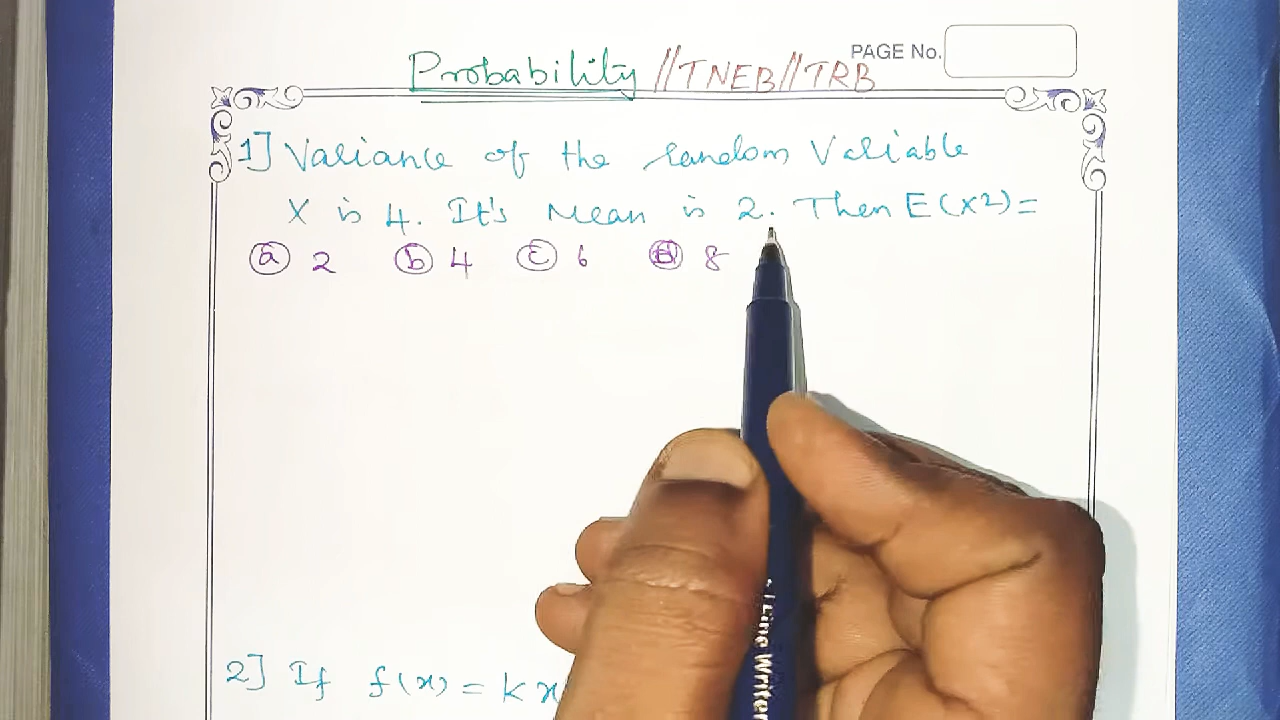 PAGE No.
Probability //TNEB//TRB
1] Variance of the random Variable
X is 4. It's Mean is 2. Then E(X2)=
(a) 2 (b) 4 (c) 6 (d) 8
2] If f(x) = kx
Line Writer